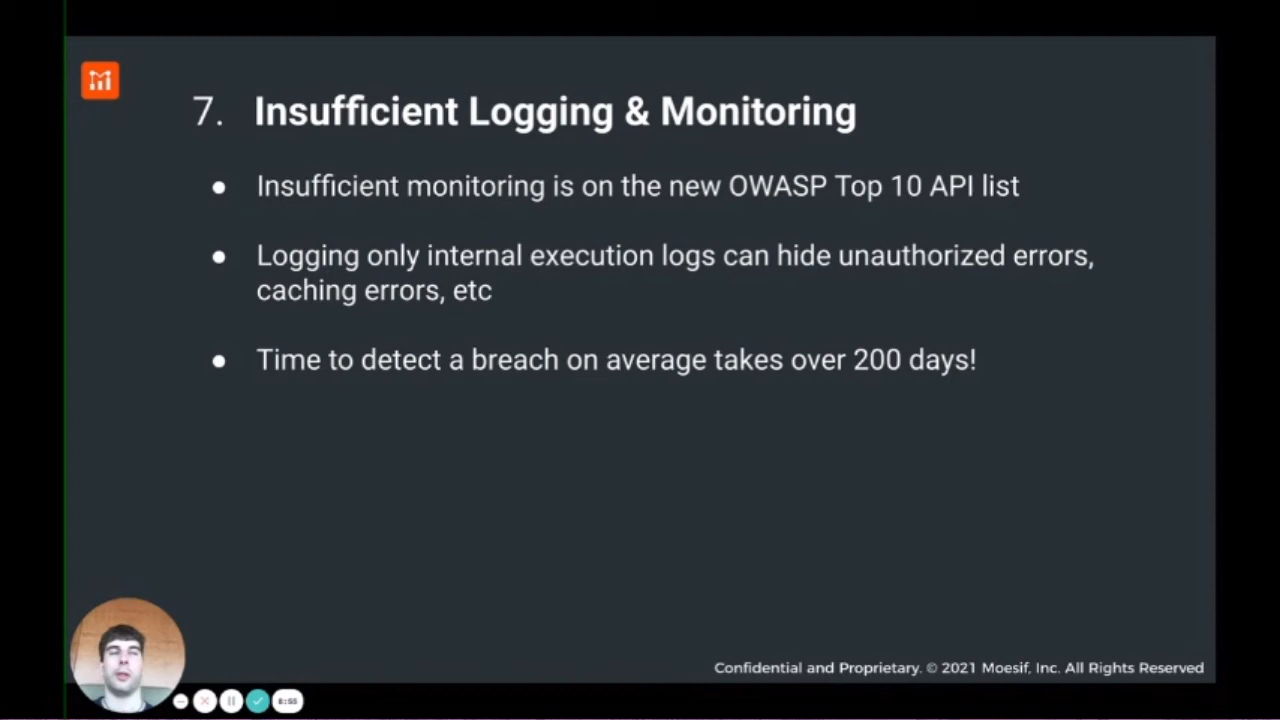 7. Insufficient Logging & Monitoring
● Insufficient monitoring is on the new OWASP Top 10 API list
● Logging only internal execution logs can hide unauthorized errors,
caching errors, etc
● Time to detect a breach on average takes over 200 days!
Confidential and Proprietary. © 2021 Moesif, Inc. All Rights Reserved